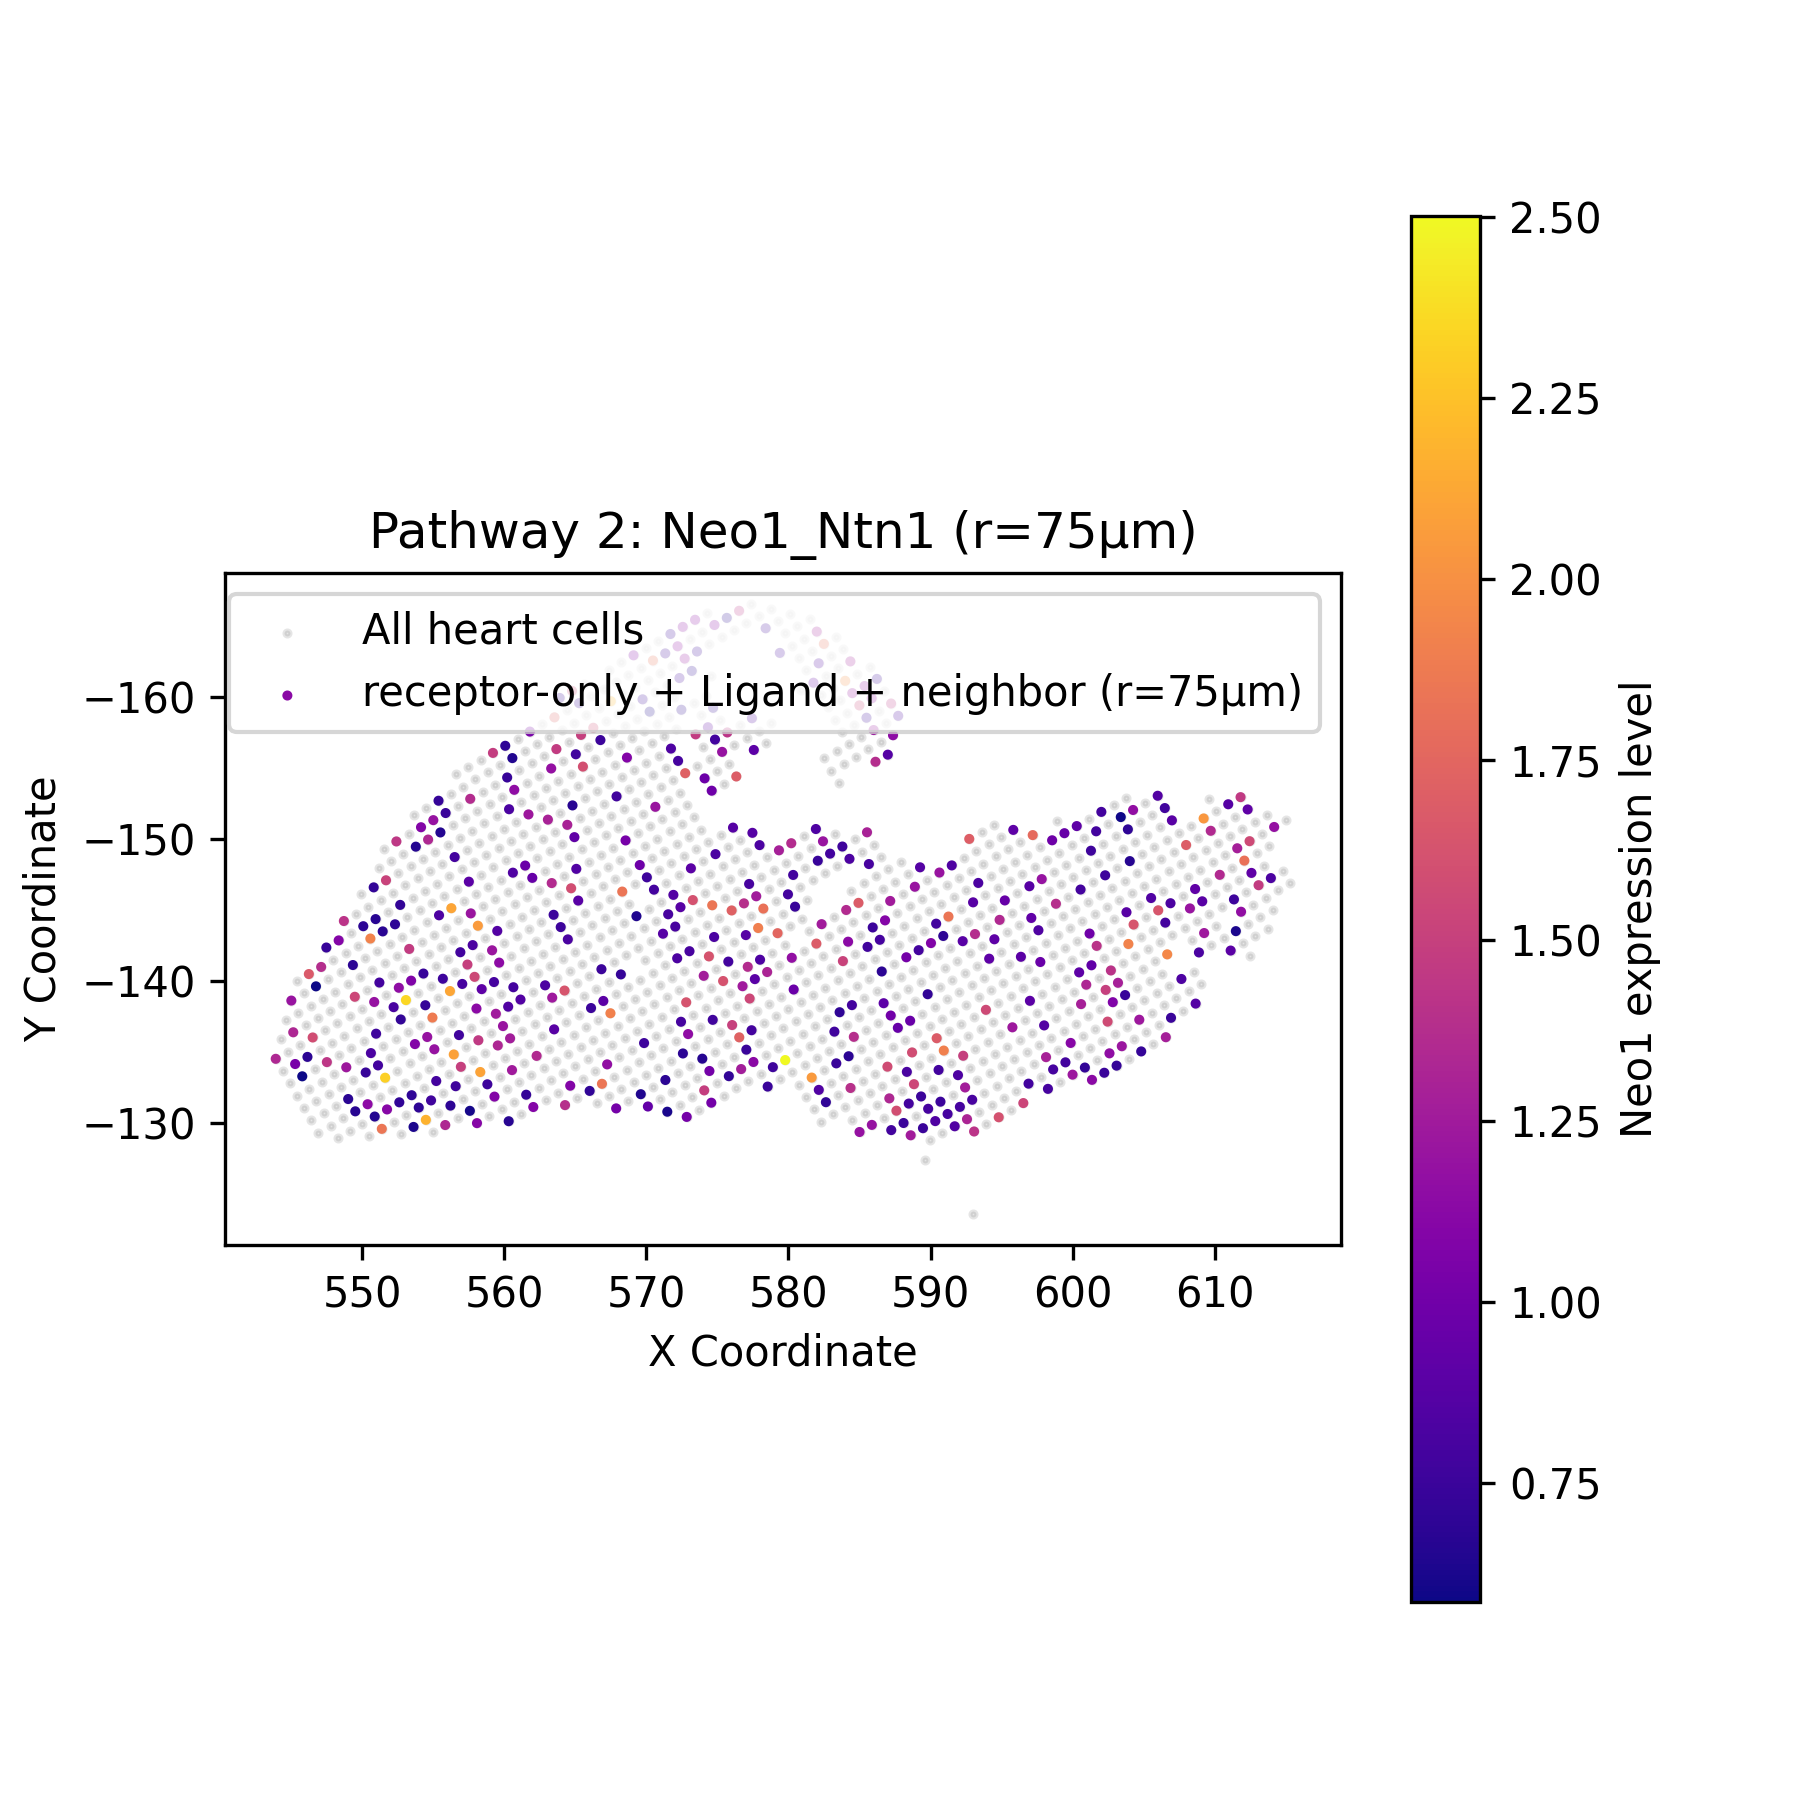 Pathway 2: Neo1_Ntn1 (r=75μm)
All heart cells
receptor-only + Ligand + neighbor (r=75μm)
−160
−150
−140
−130
Y Coordinate
550 560 570 580 590 600 610
X Coordinate
2.50
2.25
2.00
1.75
1.50
1.25
1.00
0.75
Neo1 expression level